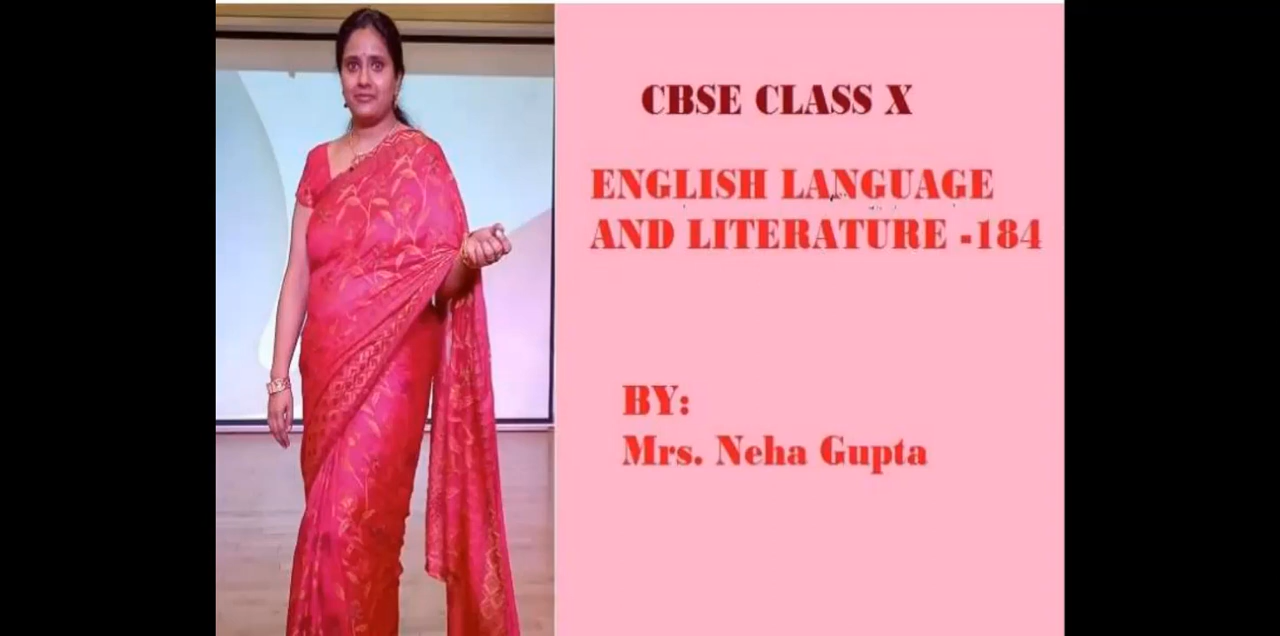 CBSE CLASS X
ENGLISH LANGUAGE
AND LITERATURE -184
BY:
Mrs. Neha Gupta